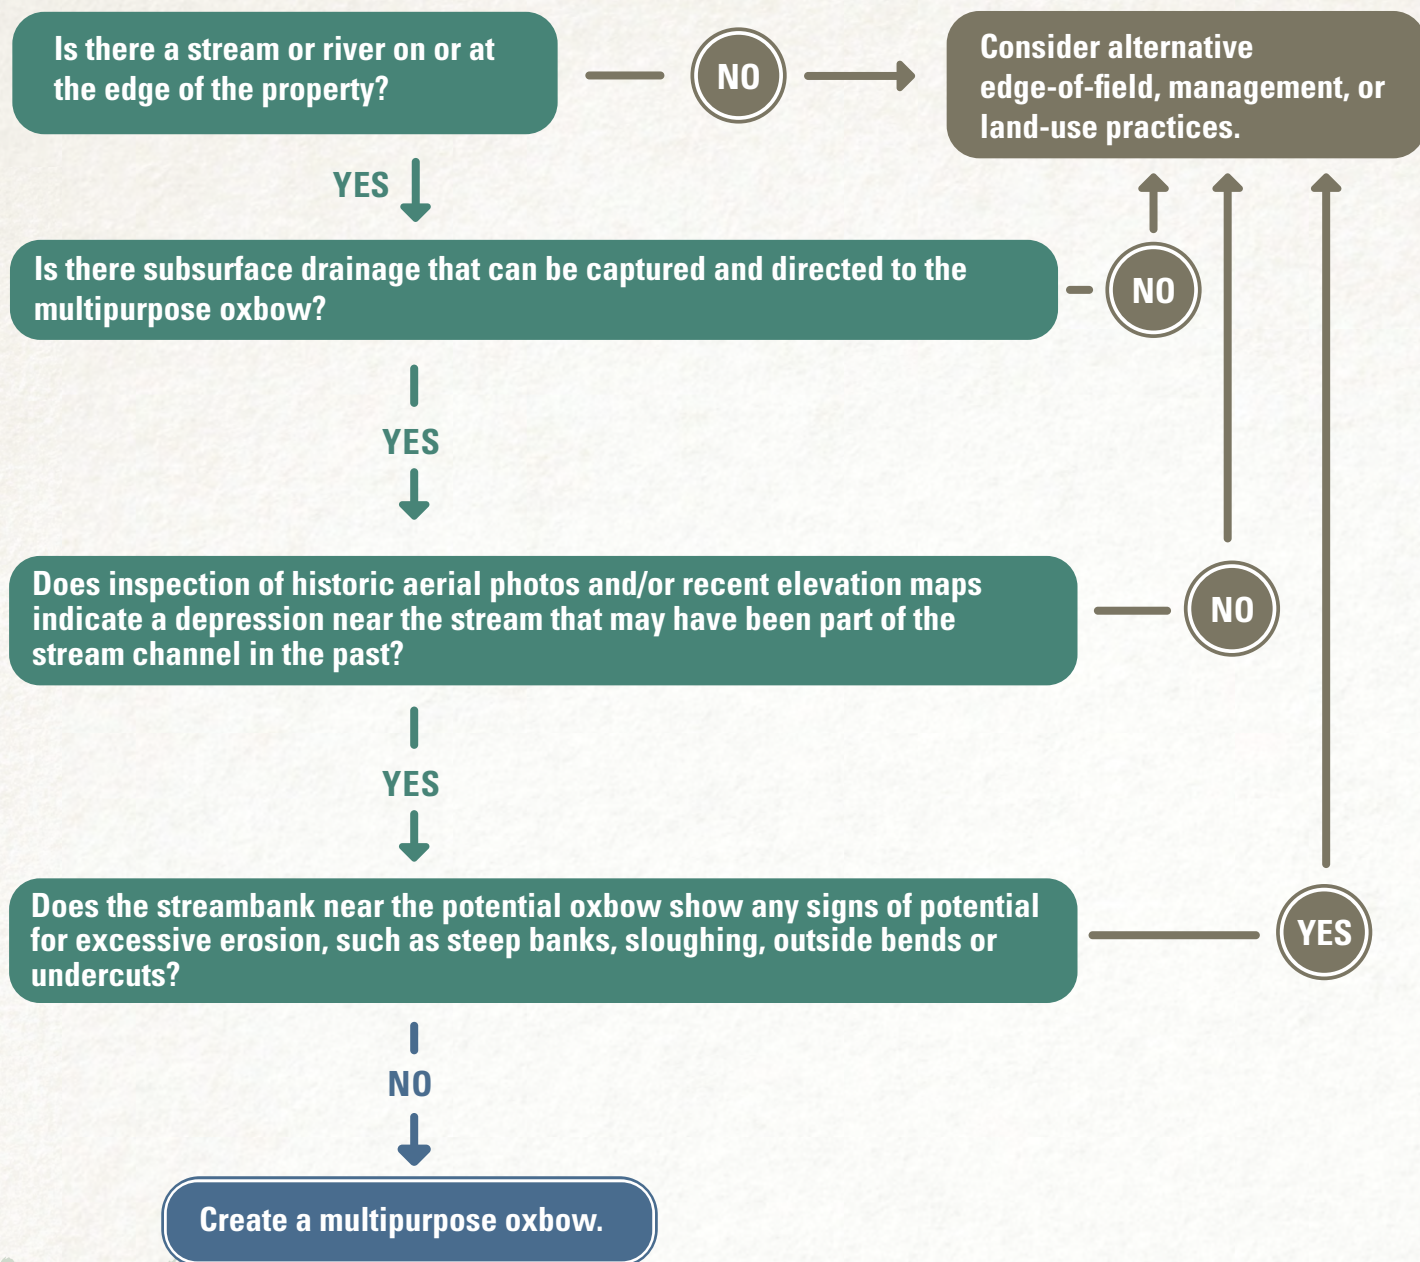 Is there a stream or river on or at
the edge of the property?
NO
Consider alternative
edge-of-field, management, or
land-use practices.
YES
Is there subsurface drainage that can be captured and directed to the
multipurpose oxbow?
NO
YES
Does inspection of historic aerial photos and/or recent elevation maps
indicate a depression near the stream that may have been part of the
stream channel in the past?
NO
YES
Does the streambank near the potential oxbow show any signs of potential
for excessive erosion, such as steep banks, sloughing, outside bends or
undercuts?
YES
NO
Create a multipurpose oxbow.